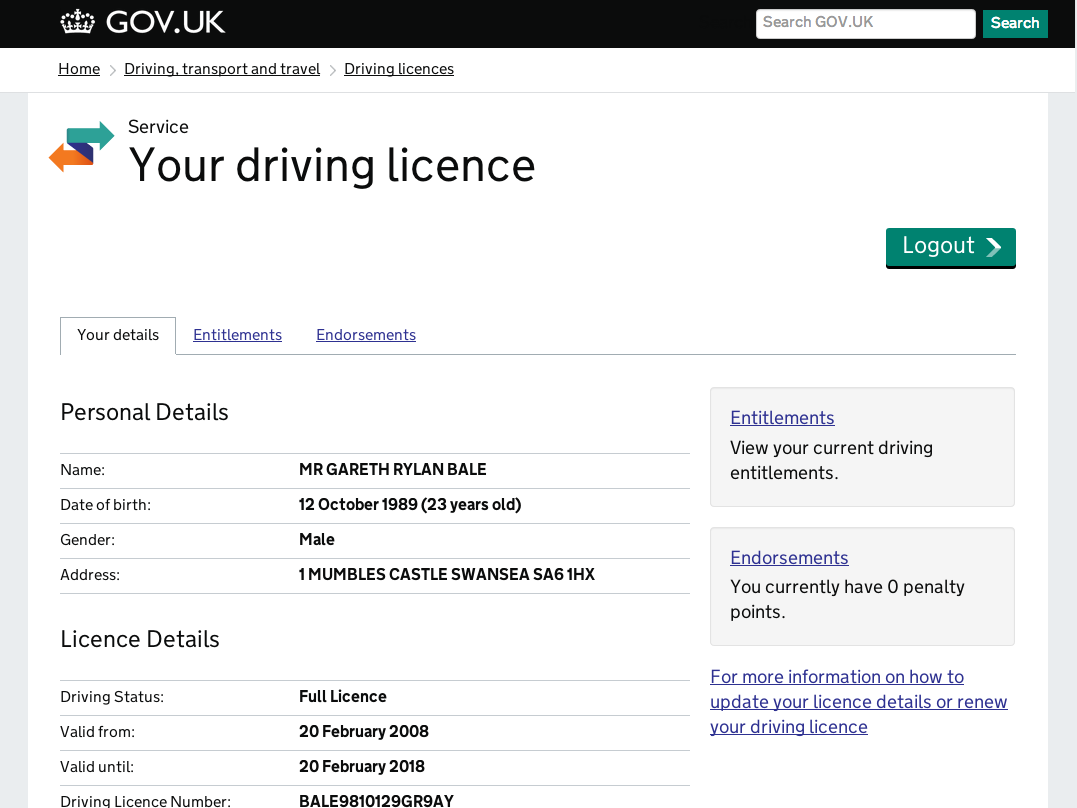 GOV.UK
Search GOV.UK
Search
Home
Driving, transport and travel
Driving licences
Service
Your driving licence
Logout
Your details
Entitlements
Endorsements
Personal Details
Name: MR GARETH RYLAN BALE
Date of birth: 12 October 1989 (23 years old)
Gender: Male
Address: 1 MUMBLES CASTLE SWANSEA SA6 1HX
Licence Details
Driving Status: Full Licence
Valid from: 20 February 2008
Valid until: 20 February 2018
Driving Licence Number: BALE9810129GR9AY
Entitlements
View your current driving
entitlements.
Endorsements
You currently have 0 penalty
points.
For more information on how to
update your licence details or renew
your driving licence